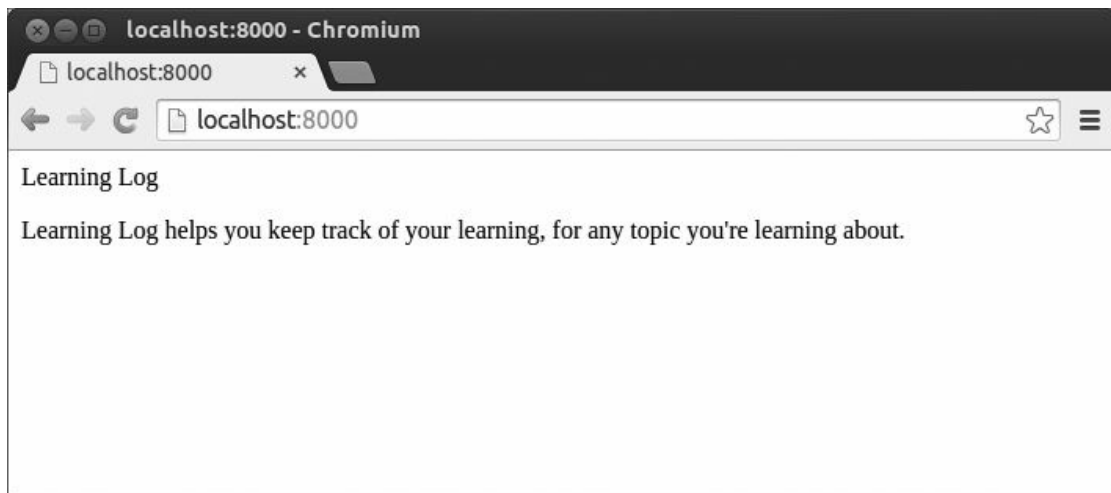 localhost:8000 - Chromium
localhost:8000
localhost:8000
Learning Log
Learning Log helps you keep track of your learning, for any topic you're learning about.